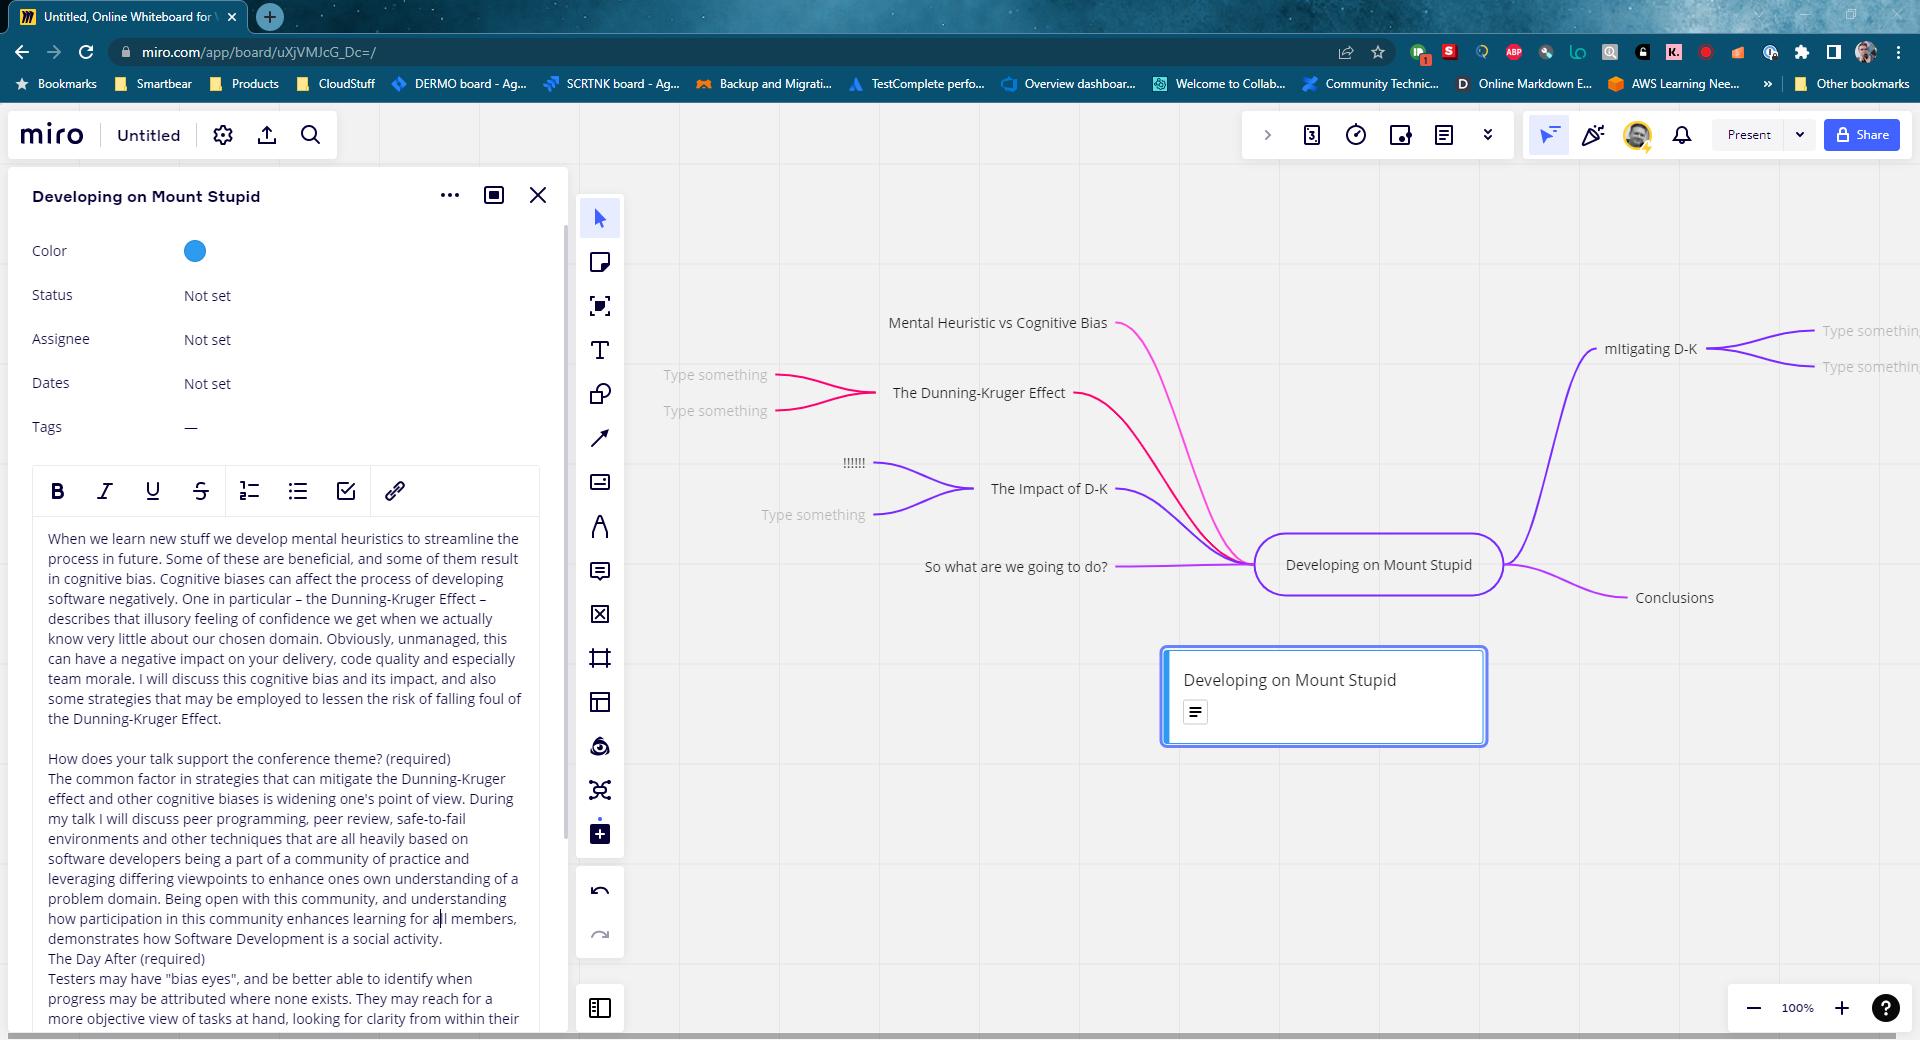 Untitled, Online Whiteboard for
miro.com/app/board/uXjVMJcG_Dc=/
Bookmarks
Smartbear
Products
CloudStuff
DERMO board - Ag...
SCRTNK board - Ag...
Backup and Migrati...
TestComplete perfo...
Overview dashboar...
Welcome to Collab...
Community Technic...
Online Markdown E...
AWS Learning Nee...
»
Other bookmarks
miro
Untitled
Present
Share
Developing on Mount Stupid
Color
Status Not set
Assignee Not set
Dates Not set
Tags —
B I U S
When we learn new stuff we develop mental heuristics to streamline the
process in future. Some of these are beneficial, and some of them result
in cognitive bias. Cognitive biases can affect the process of developing
software negatively. One in particular – the Dunning-Kruger Effect –
describes that illusory feeling of confidence we get when we actually
know very little about our chosen domain. Obviously, unmanaged, this
can have a negative impact on your delivery, code quality and especially
team morale. I will discuss this cognitive bias and its impact, and also
some strategies that may be employed to lessen the risk of falling foul of
the Dunning-Kruger Effect.
How does your talk support the conference theme? (required)
The common factor in strategies that can mitigate the Dunning-Kruger
effect and other cognitive biases is widening one's point of view. During
my talk I will discuss peer programming, peer review, safe-to-fail
environments and other techniques that are all heavily based on
software developers being a part of a community of practice and
leveraging differing viewpoints to enhance ones own understanding of a
problem domain. Being open with this community, and understanding
how participation in this community enhances learning for all members,
demonstrates how Software Development is a social activity.
The Day After (required)
Testers may have "bias eyes", and be better able to identify when
progress may be attributed where none exists. They may reach for a
more objective view of tasks at hand, looking for clarity from within their
Mental Heuristic vs Cognitive Bias
Type something
The Dunning-Kruger Effect
Type something
!!!!!!
The Impact of D-K
Type something
So what are we going to do?
Developing on Mount Stupid
mItigating D-K
Type something
Type something
Conclusions
Developing on Mount Stupid
100%